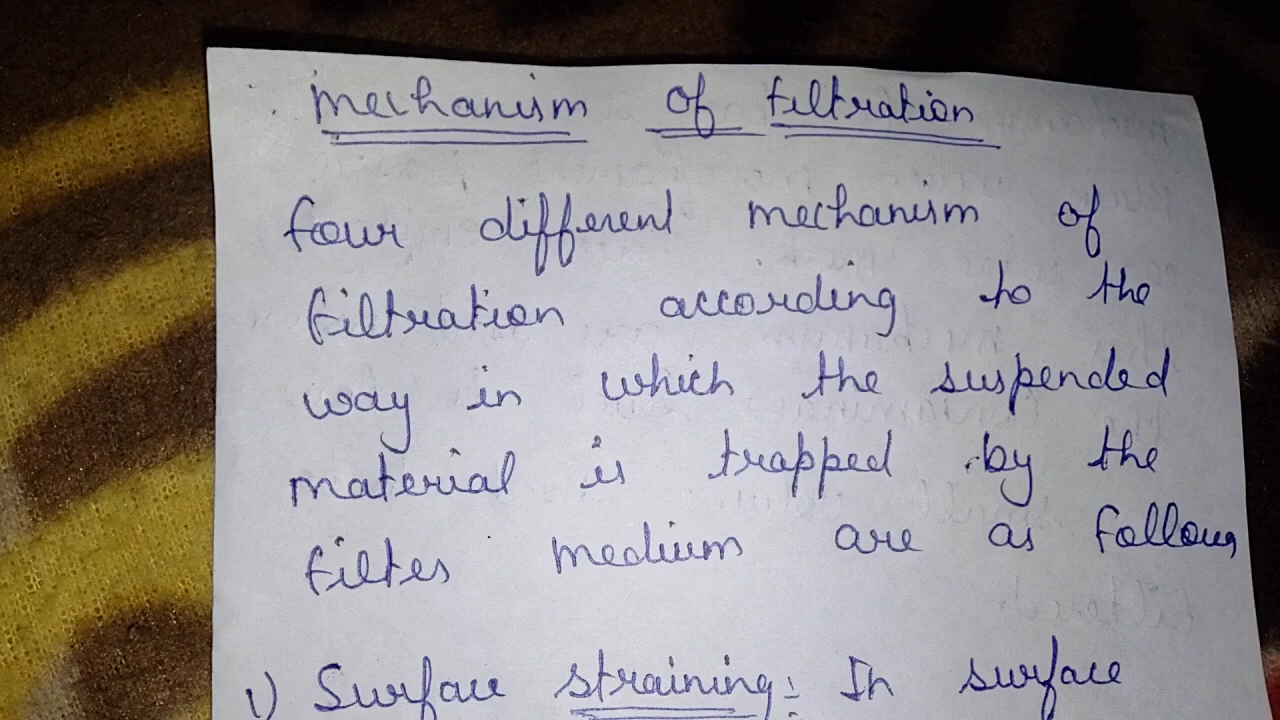 Mechanism of filtration
four different mechanism of
filtration according to the
way in which the suspended
material is trapped by the
filter medium are as follows
1) Surface straining: In surface